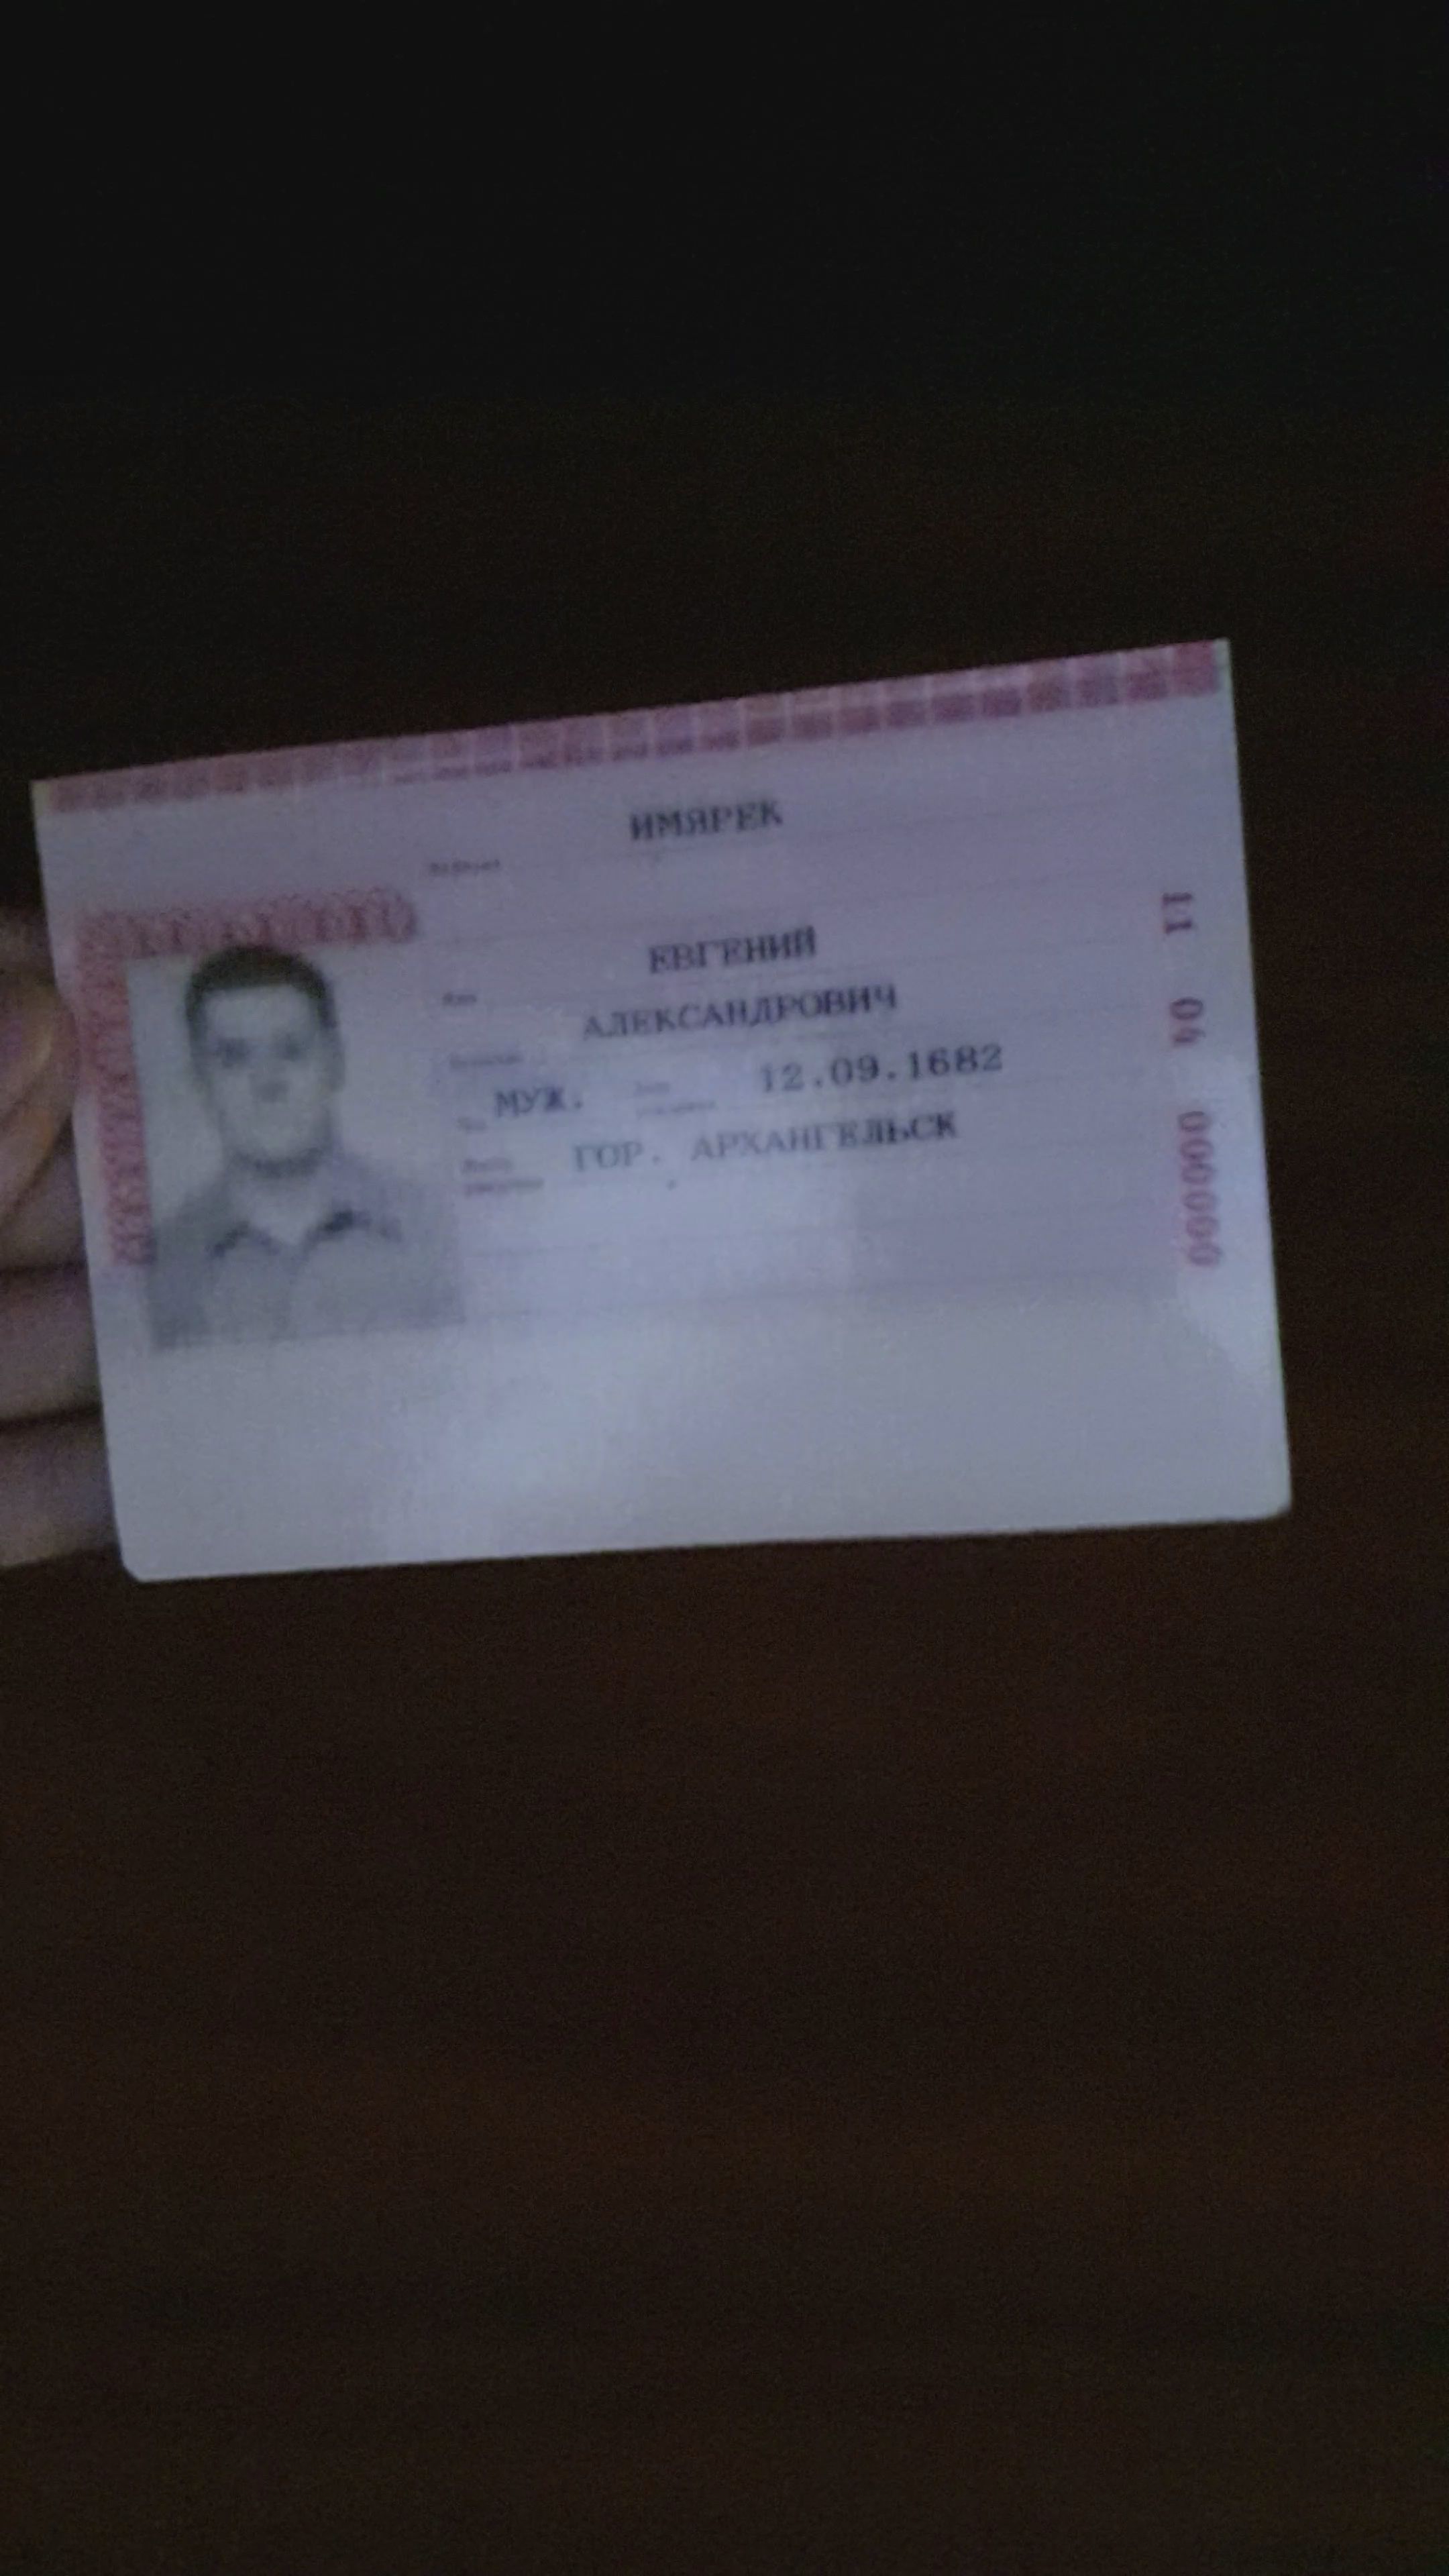 ИМЯРЕК
ЕВГЕНИЙ
АЛЕКСАНДРОВИЧ
МУЖ. 12.09.1682
ГОР. АРХАНГЕЛЬСК
11 04 000000